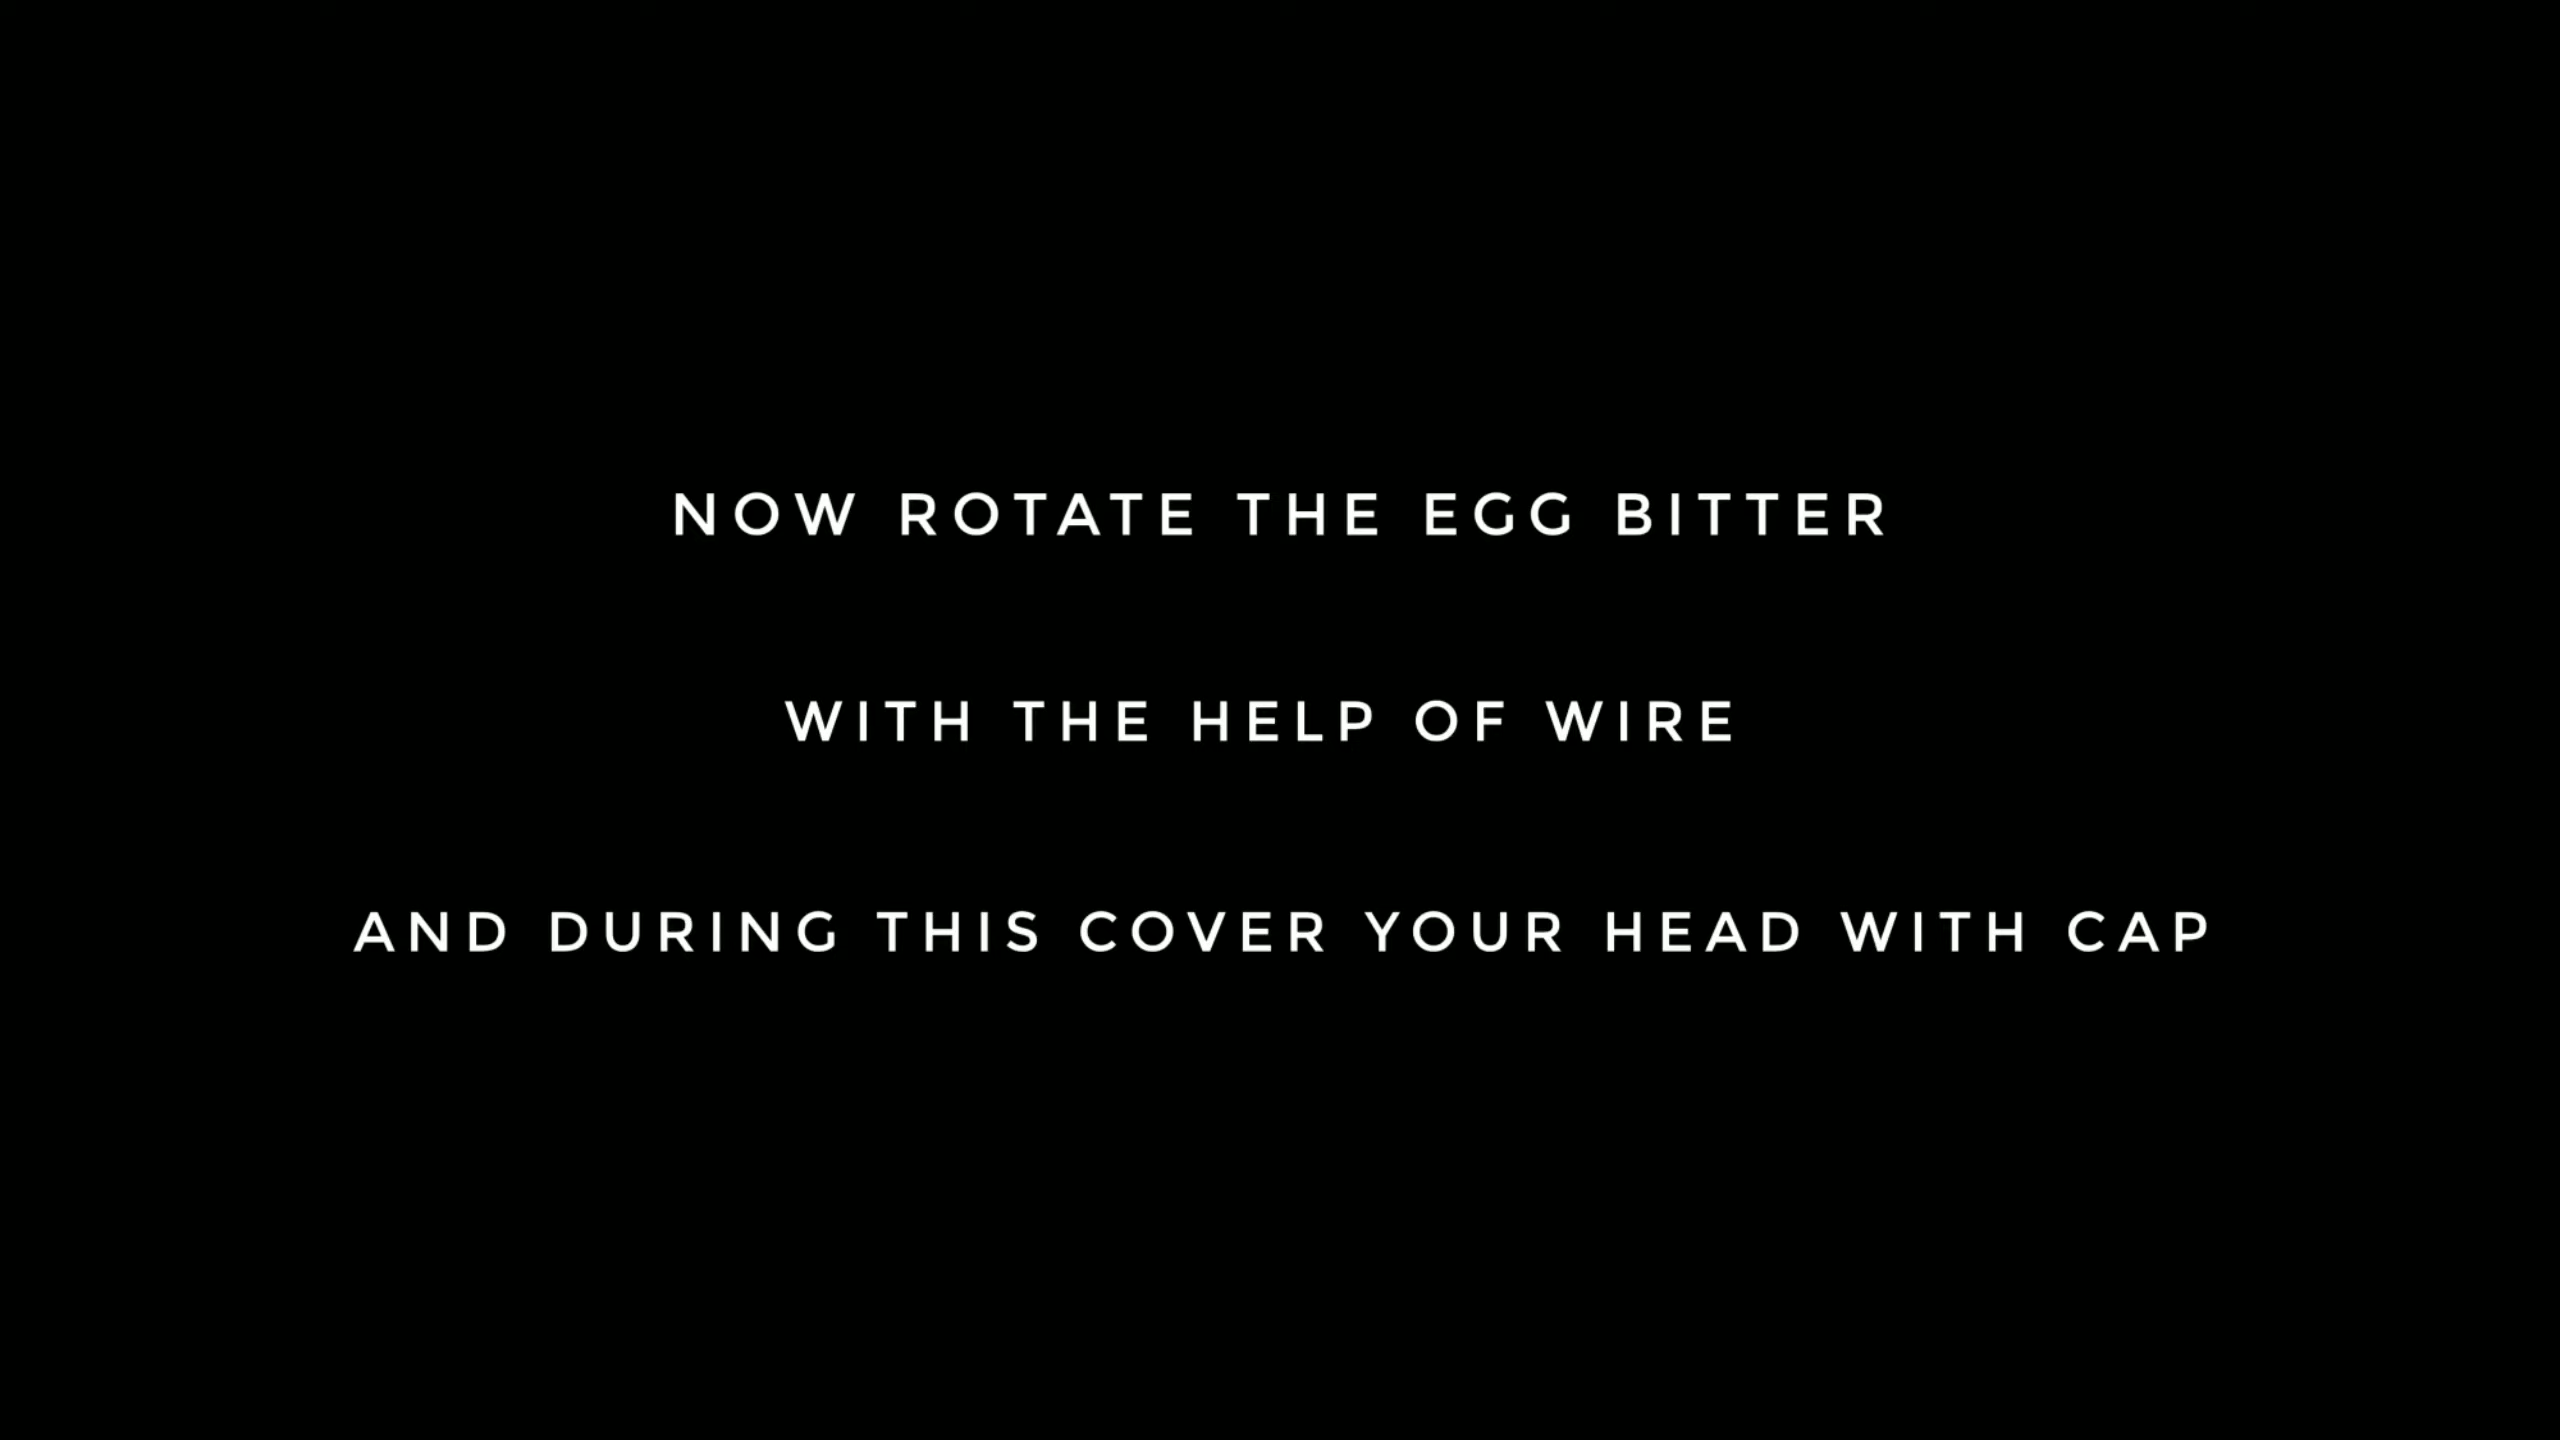 NOW ROTATE THE EGG BITTER
WITH THE HELP OF WIRE
AND DURING THIS COVER YOUR HEAD WITH CAP